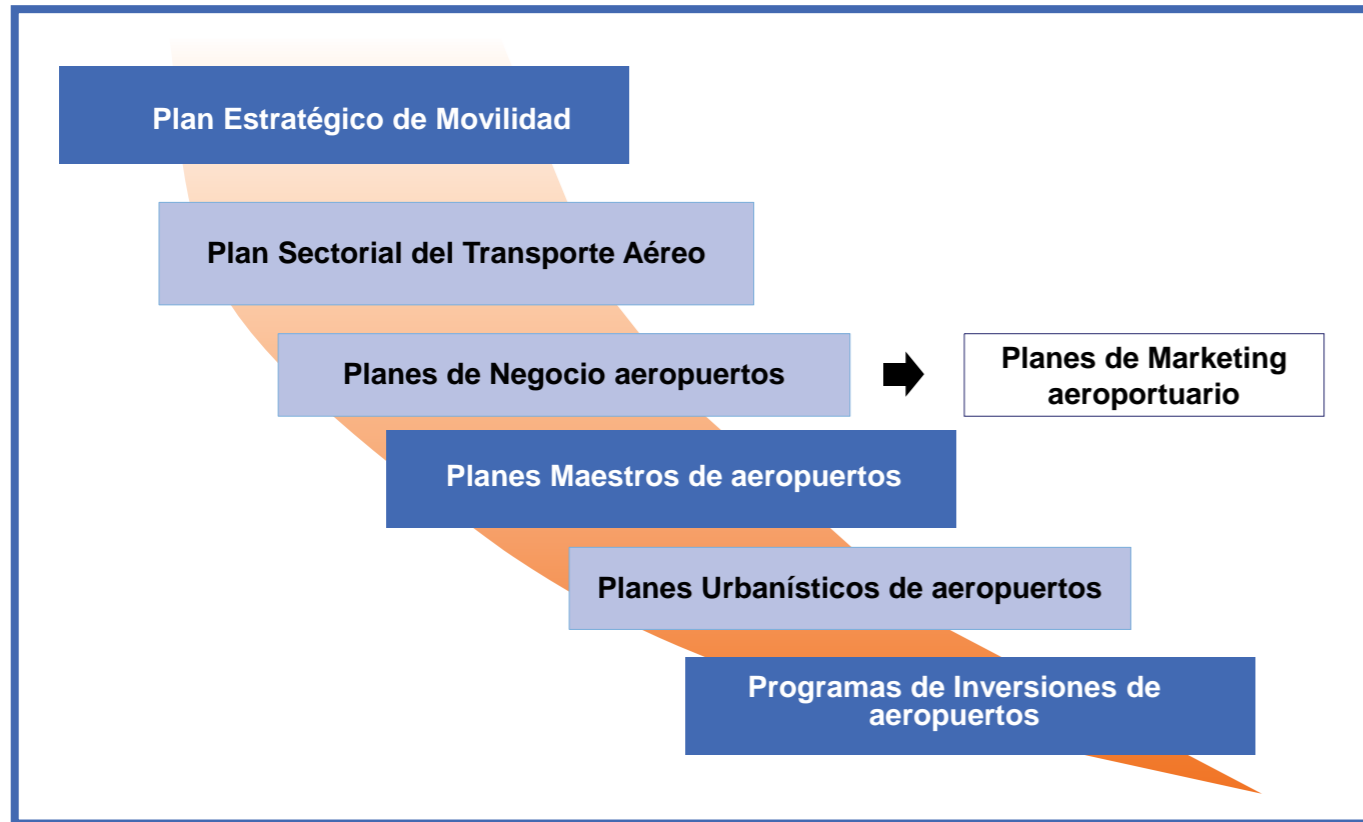 Plan Estratégico de Movilidad
Plan Sectorial del Transporte Aéreo
Planes de Negocio aeropuertos
Planes de Marketing
aeroportuario
Planes Maestros de aeropuertos
Planes Urbanísticos de aeropuertos
Programas de Inversiones de
aeropuertos